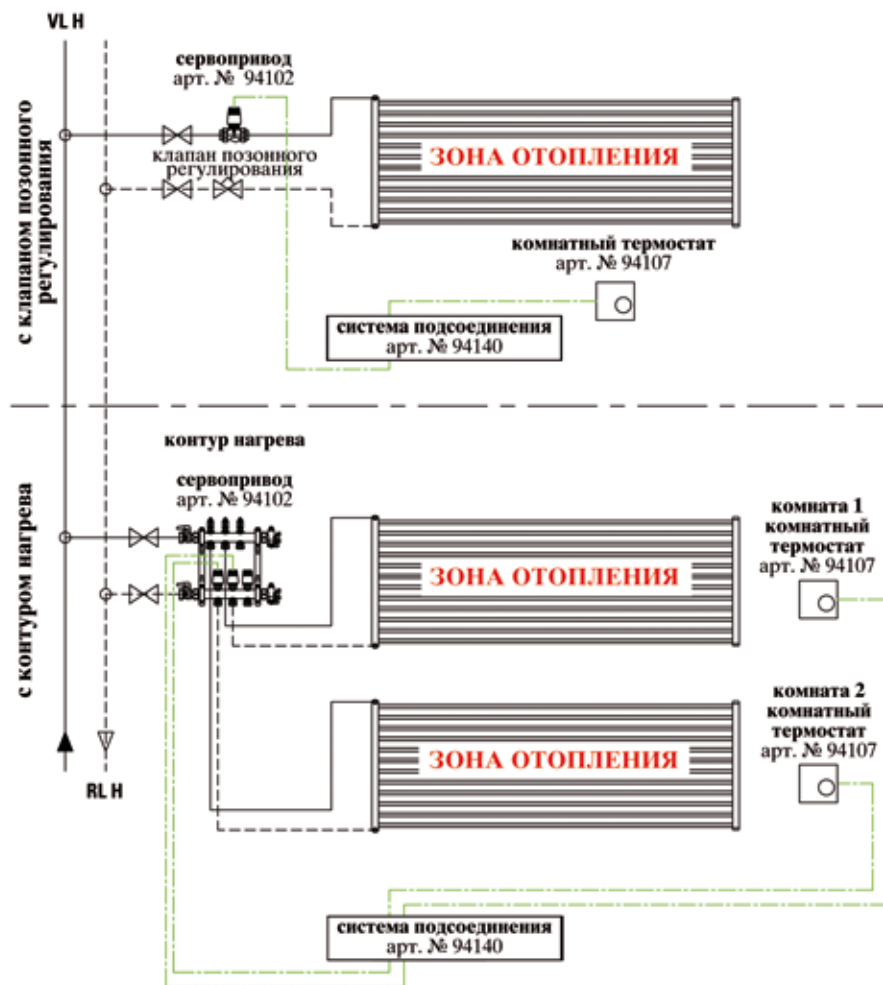 VL H
сервопривод
арт. № 94102
клапан позонного
регулирования
ЗОНА ОТОПЛЕНИЯ
с клапаном позонного
регулирования
комнатный термостат
арт. № 94107
система подсоединения
арт. № 94140
контур нагрева
сервопривод
арт. № 94102
с контуром нагрева
ЗОНА ОТОПЛЕНИЯ
комната 1
комнатный
термостат
арт. № 94107
ЗОНА ОТОПЛЕНИЯ
комната 2
комнатный
термостат
арт. № 94107
RL H
система подсоединения
арт. № 94140